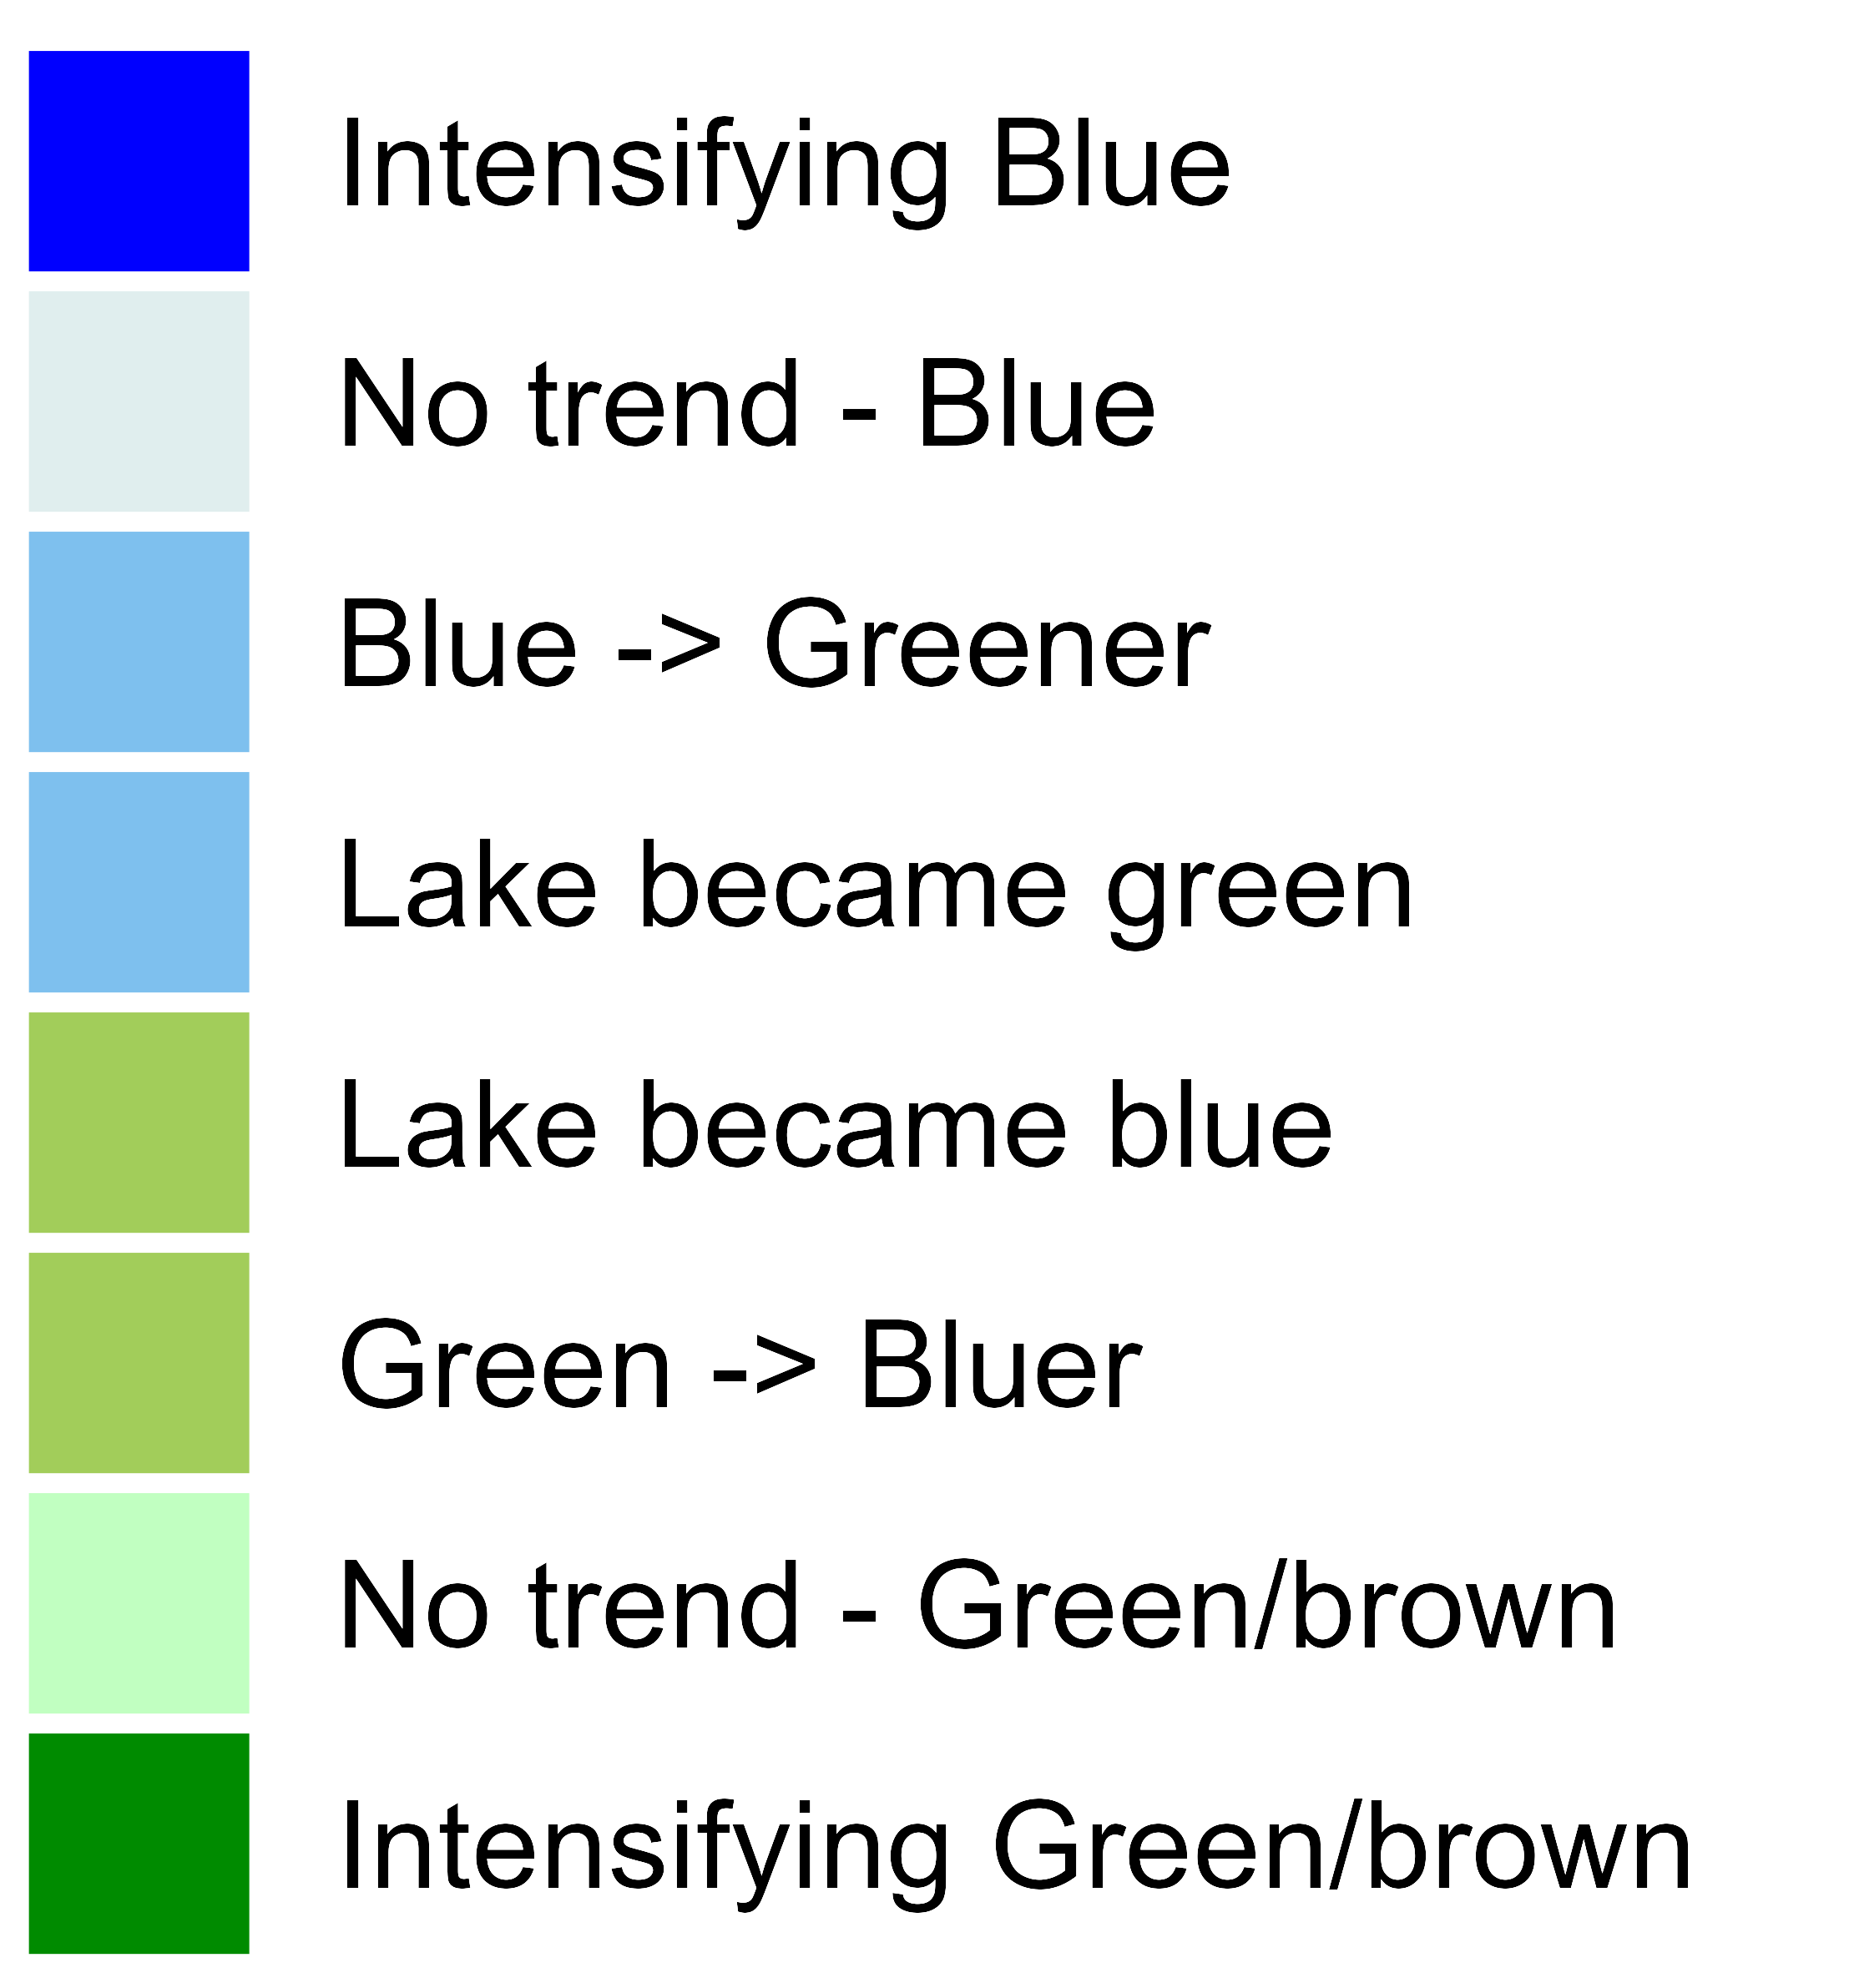 Intensifying Blue
No trend - Blue
Blue -> Greener
Lake became green
Lake became blue
Green -> Bluer
No trend - Green/brown
Intensifying Green/brown